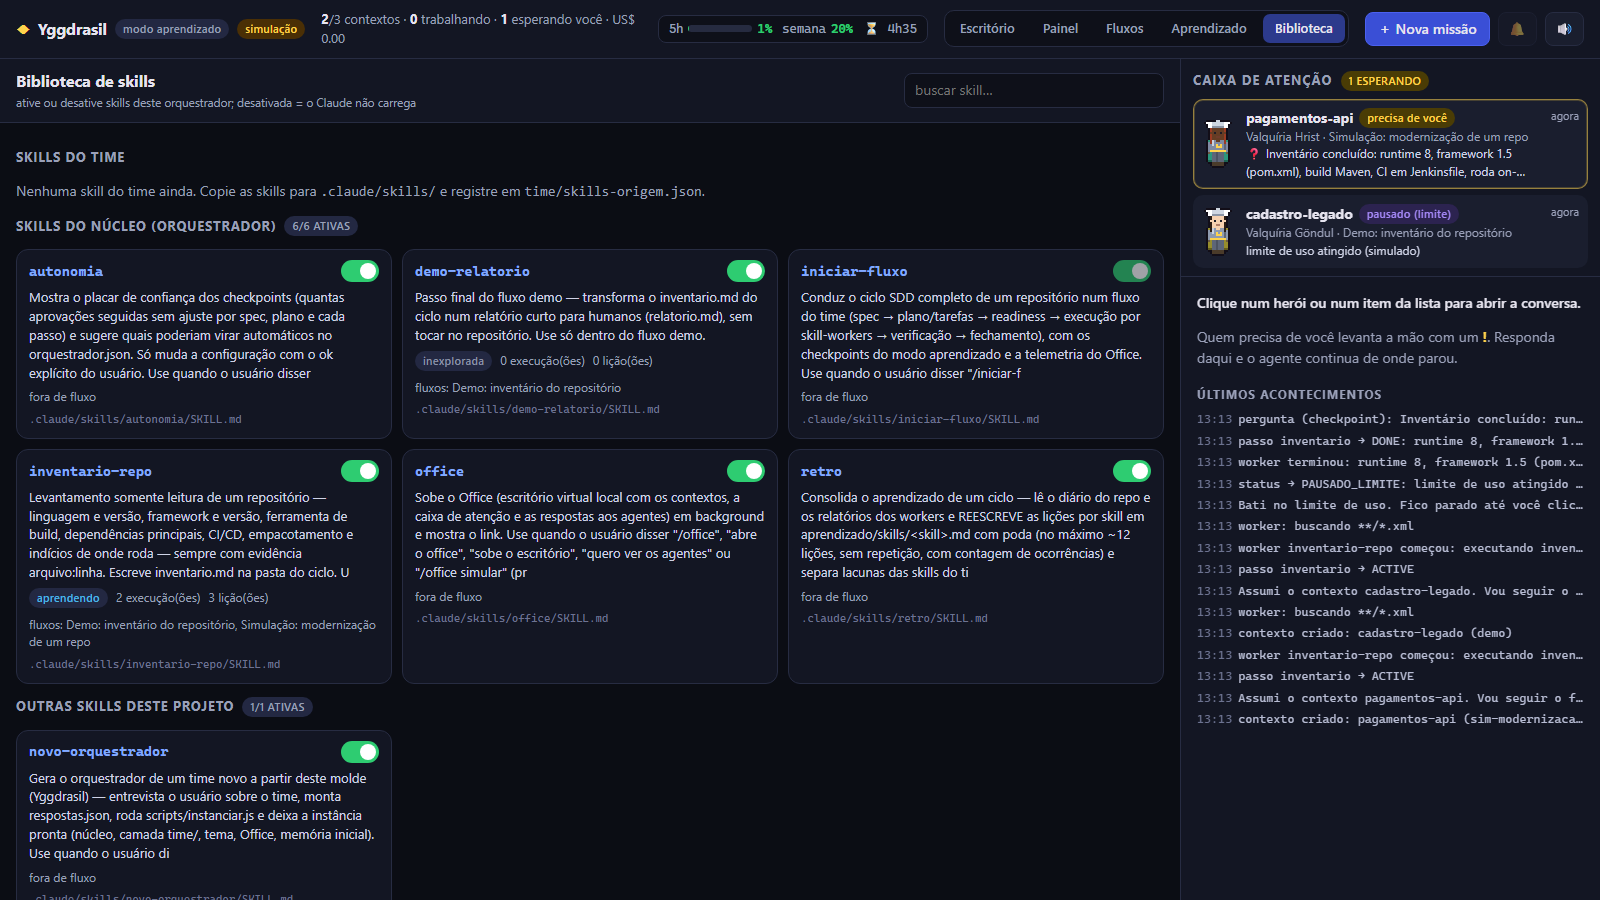 Yggdrasil
modo aprendizado
simulação
2/3 contextos · 0 trabalhando · 1 esperando você · US$
0.00
5h 1% semana 20% ⏳ 4h35
Escritório
Painel
Fluxos
Aprendizado
Biblioteca
+ Nova missão
Biblioteca de skills
ative ou desative skills deste orquestrador; desativada = o Claude não carrega
buscar skill...
SKILLS DO TIME
Nenhuma skill do time ainda. Copie as skills para .claude/skills/ e registre em time/skills-origem.json.
SKILLS DO NÚCLEO (ORQUESTRADOR) 6/6 ATIVAS
autonomia
Mostra o placar de confiança dos checkpoints (quantas
aprovações seguidas sem ajuste por spec, plano e cada
passo) e sugere quais poderiam virar automáticos no
orquestrador.json. Só muda a configuração com o ok
explícito do usuário. Use quando o usuário disser
fora de fluxo
.claude/skills/autonomia/SKILL.md
demo-relatorio
Passo final do fluxo demo — transforma o inventario.md do
ciclo num relatório curto para humanos (relatorio.md), sem
tocar no repositório. Use só dentro do fluxo demo.
inexplorada 0 execução(ões) 0 lição(ões)
fluxos: Demo: inventário do repositório
.claude/skills/demo-relatorio/SKILL.md
iniciar-fluxo
Conduz o ciclo SDD completo de um repositório num fluxo
do time (spec → plano/tarefas → readiness → execução por
skill-workers → verificação → fechamento), com os
checkpoints do modo aprendizado e a telemetria do Office.
Use quando o usuário disser "/iniciar-f
fora de fluxo
.claude/skills/iniciar-fluxo/SKILL.md
inventario-repo
Levantamento somente leitura de um repositório —
linguagem e versão, framework e versão, ferramenta de
build, dependências principais, CI/CD, empacotamento e
indícios de onde roda — sempre com evidência
arquivo:linha. Escreve inventario.md na pasta do ciclo. U
aprendendo 2 execução(ões) 3 lição(ões)
fluxos: Demo: inventário do repositório, Simulação: modernização
de um repo
.claude/skills/inventario-repo/SKILL.md
office
Sobe o Office (escritório virtual local com os contextos, a
caixa de atenção e as respostas aos agentes) em background
e mostra o link. Use quando o usuário disser "/office", "abre
o office", "sobe o escritório", "quero ver os agentes" ou
"/office simular" (pr
fora de fluxo
.claude/skills/office/SKILL.md
retro
Consolida o aprendizado de um ciclo — lê o diário do repo e
os relatórios dos workers e REESCREVE as lições por skill em
aprendizado/skills/<skill>.md com poda (no máximo ~12
lições, sem repetição, com contagem de ocorrências) e
separa lacunas das skills do ti
fora de fluxo
.claude/skills/retro/SKILL.md
OUTRAS SKILLS DESTE PROJETO 1/1 ATIVAS
novo-orquestrador
Gera o orquestrador de um time novo a partir deste molde
(Yggdrasil) — entrevista o usuário sobre o time, monta
respostas.json, roda scripts/instanciar.js e deixa a instância
pronta (núcleo, camada time/, tema, Office, memória inicial).
Use quando o usuário di
fora de fluxo
.claude/skills/novo-orquestrador/SKILL.md
CAIXA DE ATENÇÃO 1 ESPERANDO
pagamentos-api precisa de você agora
Valquíria Hrist · Simulação: modernização de um repo
❓ Inventário concluído: runtime 8, framework 1.5
(pom.xml), build Maven, CI em Jenkinsfile, roda on-...
cadastro-legado pausado (limite) agora
Valquíria Göndul · Demo: inventário do repositório
limite de uso atingido (simulado)
Clique num herói ou num item da lista para abrir a conversa.
Quem precisa de você levanta a mão com um !. Responda
daqui e o agente continua de onde parou.
ÚLTIMOS ACONTECIMENTOS
13:13 pergunta (checkpoint): Inventário concluído: run…
13:13 passo inventario → DONE: runtime 8, framework 1.…
13:13 worker terminou: runtime 8, framework 1.5 (pom.x…
13:13 status → PAUSADO_LIMITE: limite de uso atingido …
13:13 Bati no limite de uso. Fico parado até você clic…
13:13 worker: buscando **/*.xml
13:13 worker inventario-repo começou: executando inven…
13:13 passo inventario → ACTIVE
13:13 Assumi o contexto cadastro-legado. Vou seguir o …
13:13 worker: buscando **/*.xml
13:13 contexto criado: cadastro-legado (demo)
13:13 worker inventario-repo começou: executando inven…
13:13 passo inventario → ACTIVE
13:13 Assumi o contexto pagamentos-api. Vou seguir o f…
13:13 contexto criado: pagamentos-api (sim-modernizaca…